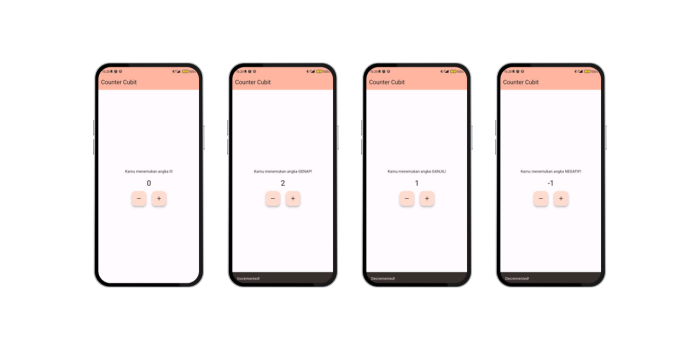 Counter Cubit
Kamu menemukan angka 0!
0
−
+
Counter Cubit
Kamu menemukan angka GENAP!
2
−
+
Incremented!
Counter Cubit
Kamu menemukan angka GANJIL!
1
−
+
Decremented!
Counter Cubit
Kamu menemukan angka NEGATIF!
-1
−
+
Decremented!